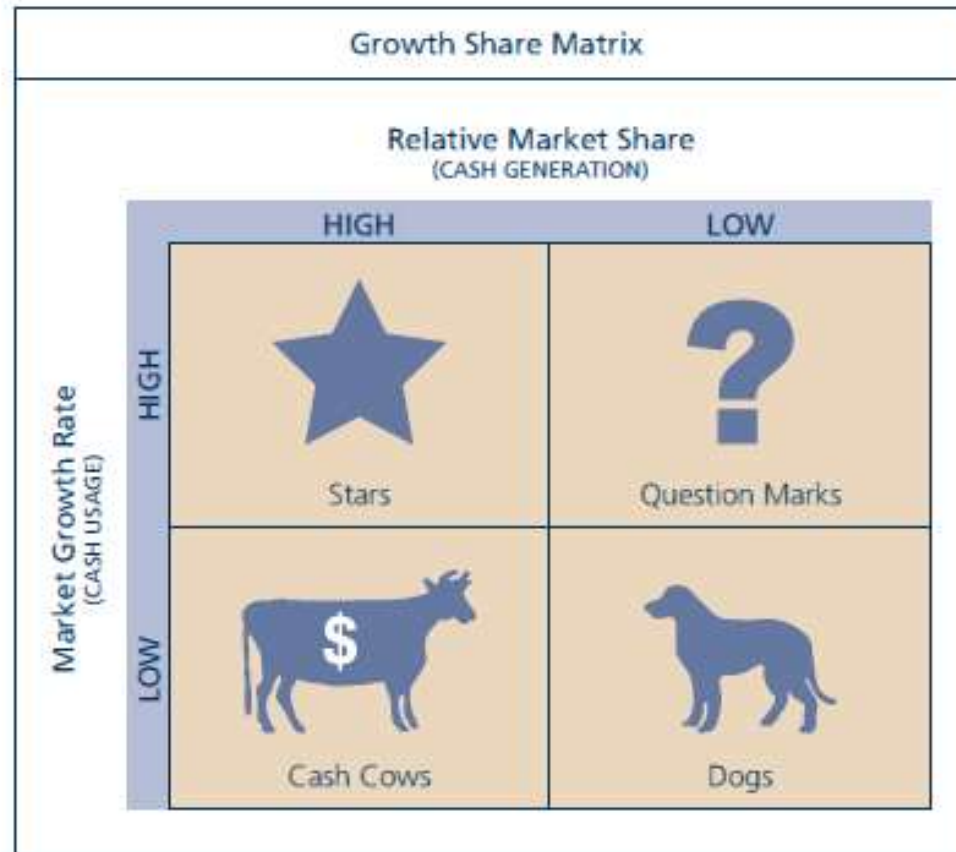 Growth Share Matrix
Relative Market Share
(CASH GENERATION)
HIGH
LOW
Market Growth Rate
(CASH USAGE)
HIGH
?
Stars
Question Marks
LOW
$
Cash Cows
Dogs